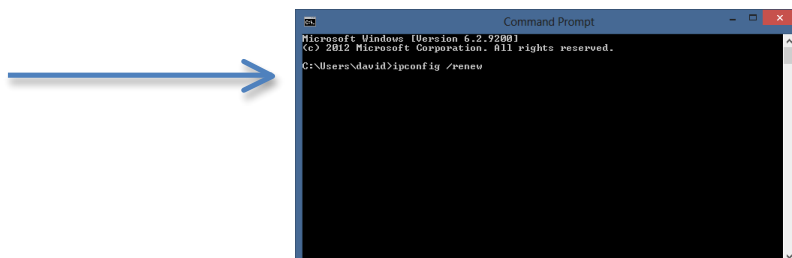 Command Prompt
Microsoft Windows [Version 6.2.9200]
(c) 2012 Microsoft Corporation. All rights reserved.
C:\Users\david>ipconfig /renew